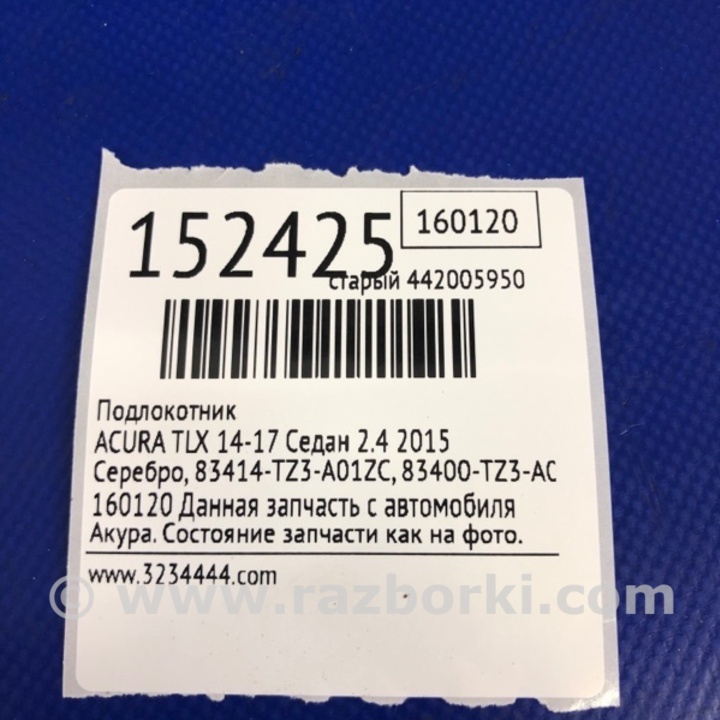 152425
160120
старый 442005950
Подлокотник
ACURA TLX 14-17 Седан 2.4 2015
Серебро, 83414-TZ3-A01ZC, 83400-TZ3-AC
160120 Данная запчасть с автомобиля
Акура. Состояние запчасти как на фото.
www.3234444.com
© www.razborki.com